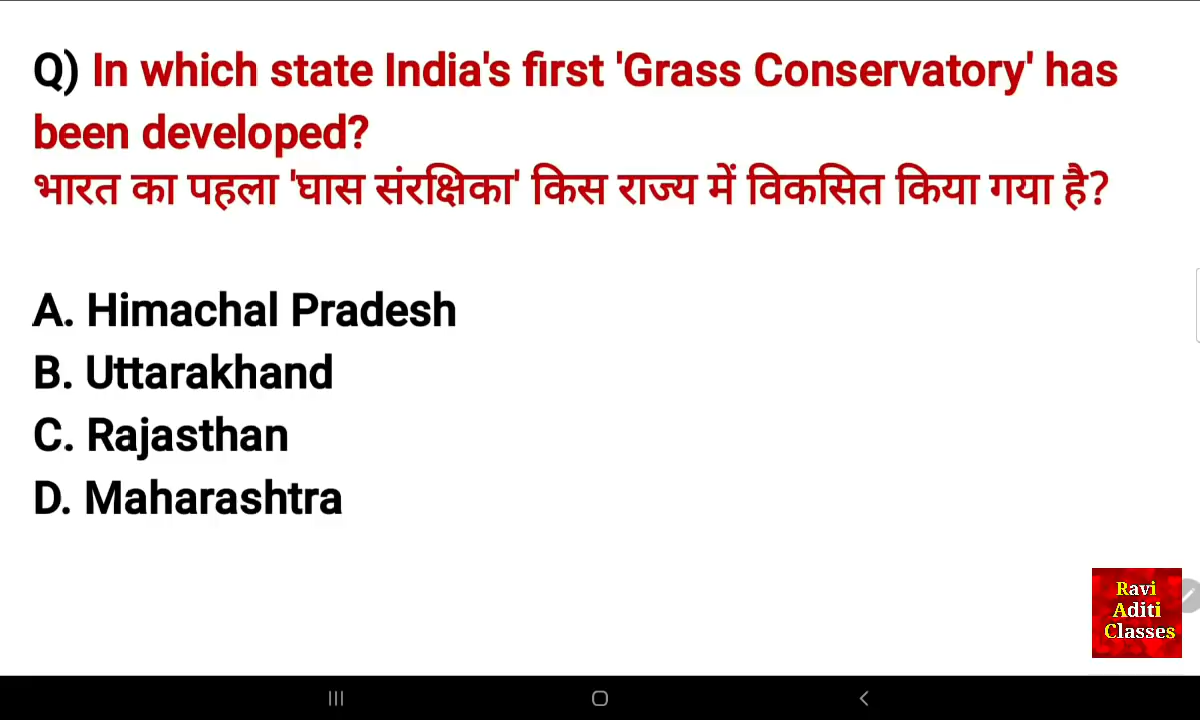 Q) In which state India's first 'Grass Conservatory' has
been developed?
भारत का पहला 'घास संरक्षिका' किस राज्य में विकसित किया गया है?
A. Himachal Pradesh
B. Uttarakhand
C. Rajasthan
D. Maharashtra
Ravi
Aditi
Classes